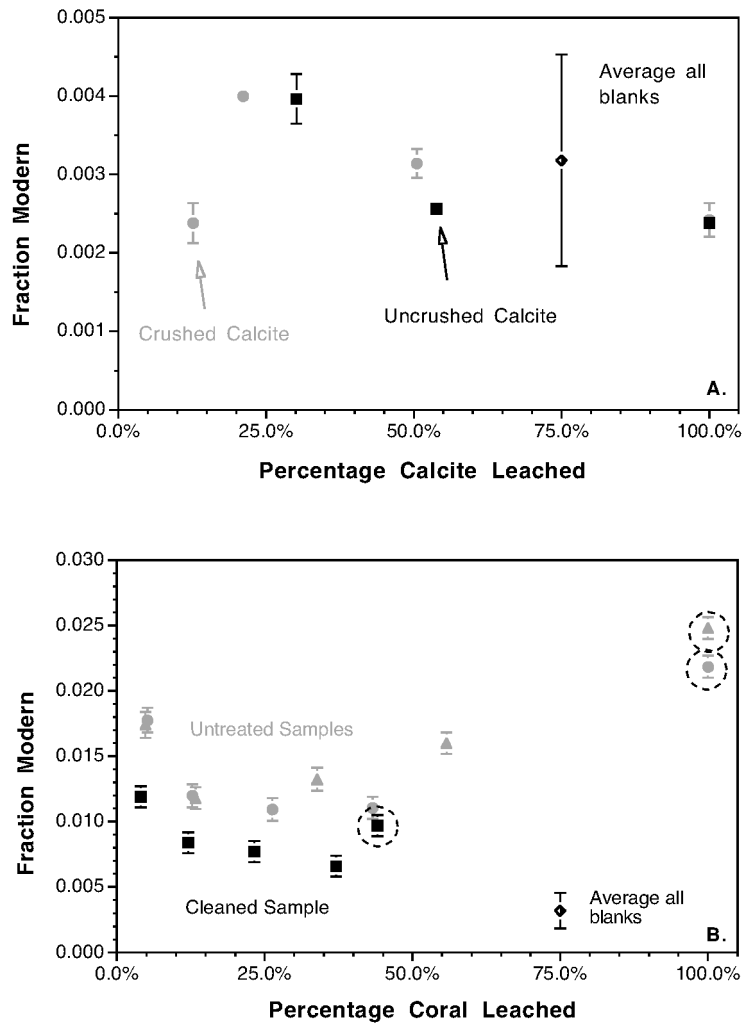 0.005
0.004
0.003
0.002
0.001
0.000
Fraction Modern
Average all
blanks
Crushed Calcite
Uncrushed Calcite
A.
0.0% 25.0% 50.0% 75.0% 100.0%
Percentage Calcite Leached
0.030
0.025
0.020
0.015
0.010
0.005
0.000
Fraction Modern
Untreated Samples
Cleaned Sample
Average all
blanks
B.
0.0% 25.0% 50.0% 75.0% 100.0%
Percentage Coral Leached